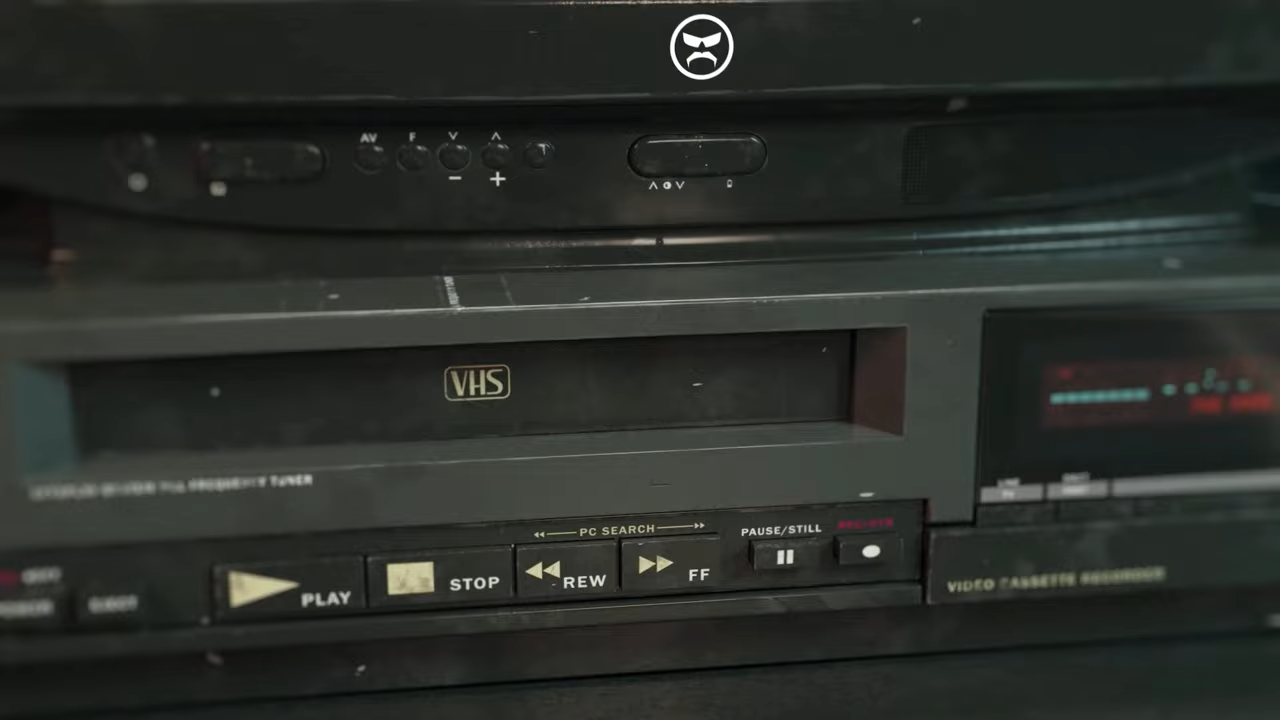 AV F
VHS
PC SEARCH
PAUSE/STILL
PLAY
STOP
REW
FF
VIDEO CASSETTE RECORDER